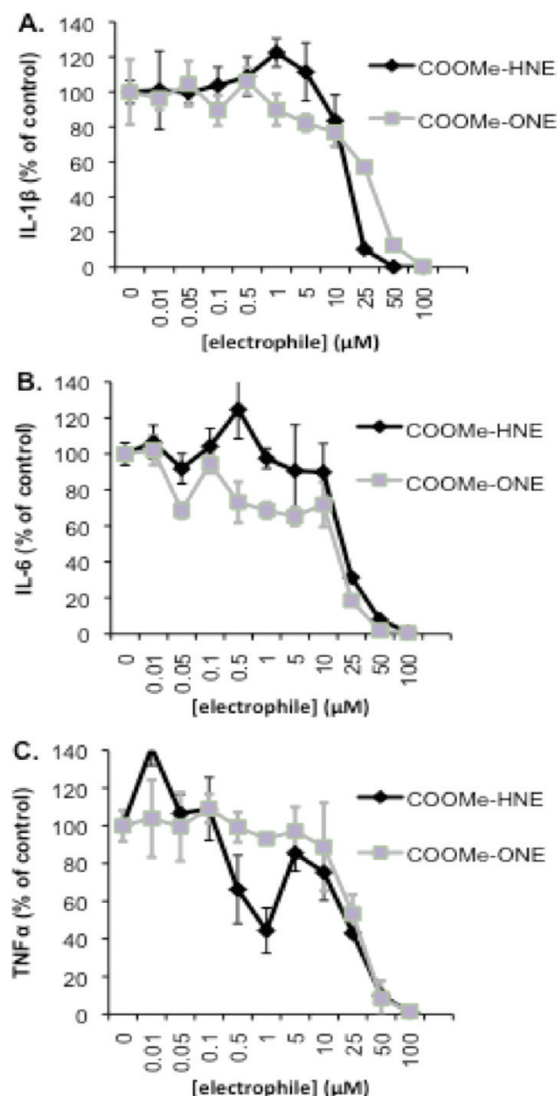 A.
140
120
100
80
60
40
20
0
IL-1β (% of control)
COOMe-HNE
COOMe-ONE
0 0.01 0.05 0.1 0.5 1 5 10 25 50 100
[electrophile] (µM)
B.
140
120
100
80
60
40
20
0
IL-6 (% of control)
COOMe-HNE
COOMe-ONE
0 0.01 0.05 0.1 0.5 1 5 10 25 50 100
[electrophile] (µM)
C.
140
120
100
80
60
40
20
0
TNF α (% of control)
COOMe-HNE
COOMe-ONE
0 0.01 0.05 0.1 0.5 1 5 10 25 50 100
[electrophile] (µM)